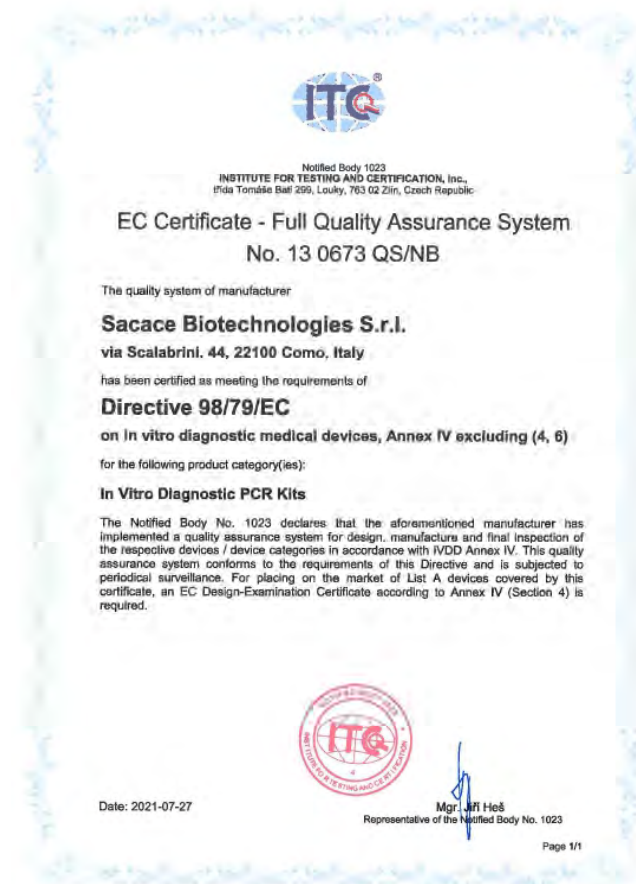 ITC®
Notified Body 1023
INSTITUTE FOR TESTING AND CERTIFICATION, Inc.,
třída Tomáše Bati 299, Louky, 763 02 Zlín, Czech Republic
EC Certificate - Full Quality Assurance System
No. 13 0673 QS/NB
The quality system of manufacturer
Sacace Biotechnologies S.r.l.
via Scalabrini, 44, 22100 Como, Italy
has been certified as meeting the requirements of
Directive 98/79/EC
on in vitro diagnostic medical devices, Annex IV excluding (4, 6)
for the following product category(ies):
In Vitro Diagnostic PCR Kits
The Notified Body No. 1023 declares that the aforementioned manufacturer has
implemented a quality assurance system for design, manufacture and final inspection of
the respective devices / device categories in accordance with IVDD Annex IV. This quality
assurance system conforms to the requirements of this Directive and is subjected to
periodical surveillance. For placing on the market of List A devices covered by this
certificate, an EC Design-Examination Certificate according to Annex IV (Section 4) is
required.
NOTIFIED BODY 1023
ITC
4
INSTITUTE FOR TESTING AND CERTIFICATION
Date: 2021-07-27
Mgr. Jiří Heš
Representative of the Notified Body No. 1023
Page 1/1